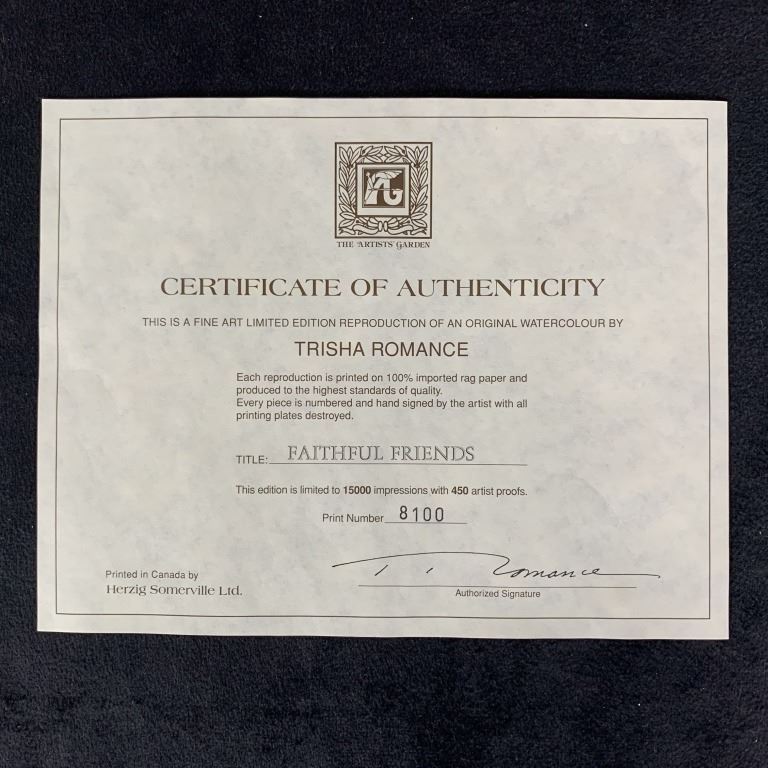 AG
THE ARTISTS' GARDEN
CERTIFICATE OF AUTHENTICITY
THIS IS A FINE ART LIMITED EDITION REPRODUCTION OF AN ORIGINAL WATERCOLOUR BY
TRISHA ROMANCE
Each reproduction is printed on 100% imported rag paper and
produced to the highest standards of quality.
Every piece is numbered and hand signed by the artist with all
printing plates destroyed.
TITLE: FAITHFUL FRIENDS
This edition is limited to 15000 impressions with 450 artist proofs.
Print Number 8100
T. Romance
Printed in Canada by
Herzig Somerville Ltd.
Authorized Signature